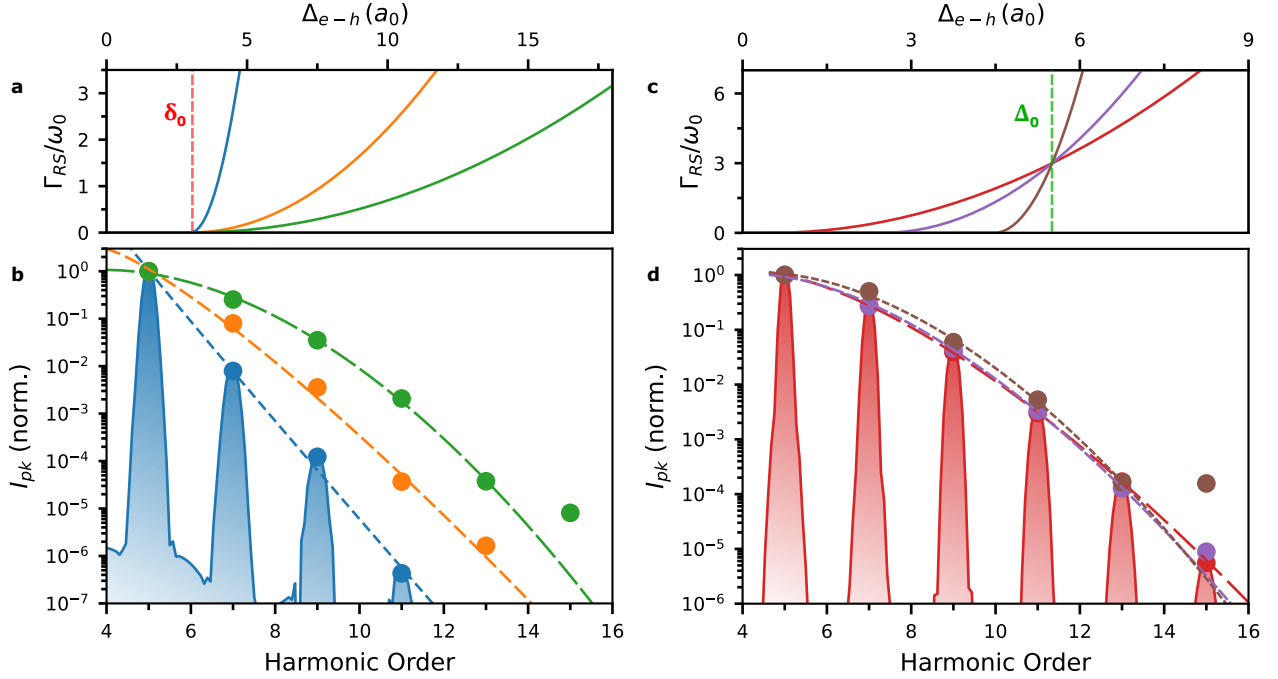 Δe−h (a0)
0 5 10 15
a
ΓRS/ω0
3
2
1
0
δ0
b
Ipk (norm.)
10^0
10^−1
10^−2
10^−3
10^−4
10^−5
10^−6
10^−7
4 6 8 10 12 14 16
Harmonic Order
Δe−h (a0)
0 3 6 9
c
ΓRS/ω0
6
3
0
Δ0
d
Ipk (norm.)
10^0
10^−1
10^−2
10^−3
10^−4
10^−5
10^−6
4 6 8 10 12 14 16
Harmonic Order